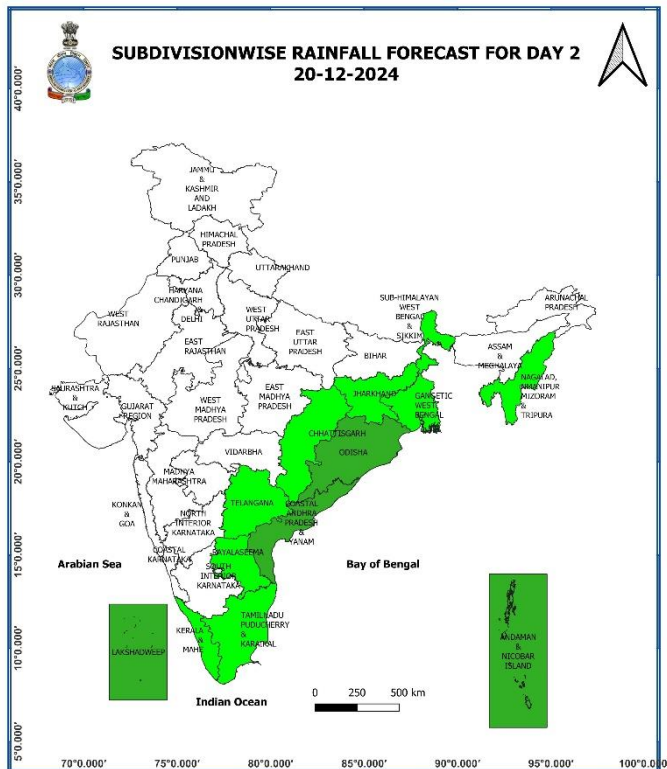 SUBDIVISIONWISE RAINFALL FORECAST FOR DAY 2
20-12-2024
JAMMU
&
KASHMIR
AND
LADAKH
HIMACHAL
PRADESH
PUNJAB
UTTARAKHAND
HARYANA
CHANDIGARH
&
DELHI
WEST
RAJASTHAN
WEST
UTTAR
PRADESH
EAST
RAJASTHAN
EAST
UTTAR
PRADESH
SUB-HIMALAYAN
WEST
BENGAL
&
SIKKIM
ARUNACHAL
PRADESH
BIHAR
ASSAM
&
MEGHALAYA
SAURASHTRA
& KUTCH
GUJARAT
REGION
WEST
MADHYA
PRADESH
EAST
MADHYA
PRADESH
JHARKHAND
GANGETIC
WEST
BENGAL
NAGALAD,
MANIPUR
MIZORAM
&
TRIPURA
CHHATTISGARH
VIDARBHA
ODISHA
MADHYA
MAHARASHTRA
KONKAN
&
GOA
TELANGANA
COASTAL
ANDHRA
PRADESH
&
YANAM
NORTH
INTERIOR
KARNATAKA
COASTAL
KARNATAKA
RAYALASEEMA
SOUTH
INTERIOR
KARNATAKA
Arabian Sea
Bay of Bengal
KERALA
&
MAHE
TAMILNADU
PUDUCHERRY
&
KARAIKAL
LAKSHADWEEP
ANDAMAN
&
NICOBAR
ISLAND
Indian Ocean
0 250 500 km
40°0.000'
35°0.000'
30°0.000'
25°0.000'
20°0.000'
15°0.000'
10°0.000'
5°0.000'
70°0.000' 75°0.000' 80°0.000' 85°0.000' 90°0.000' 95°0.000' 100°0.000'